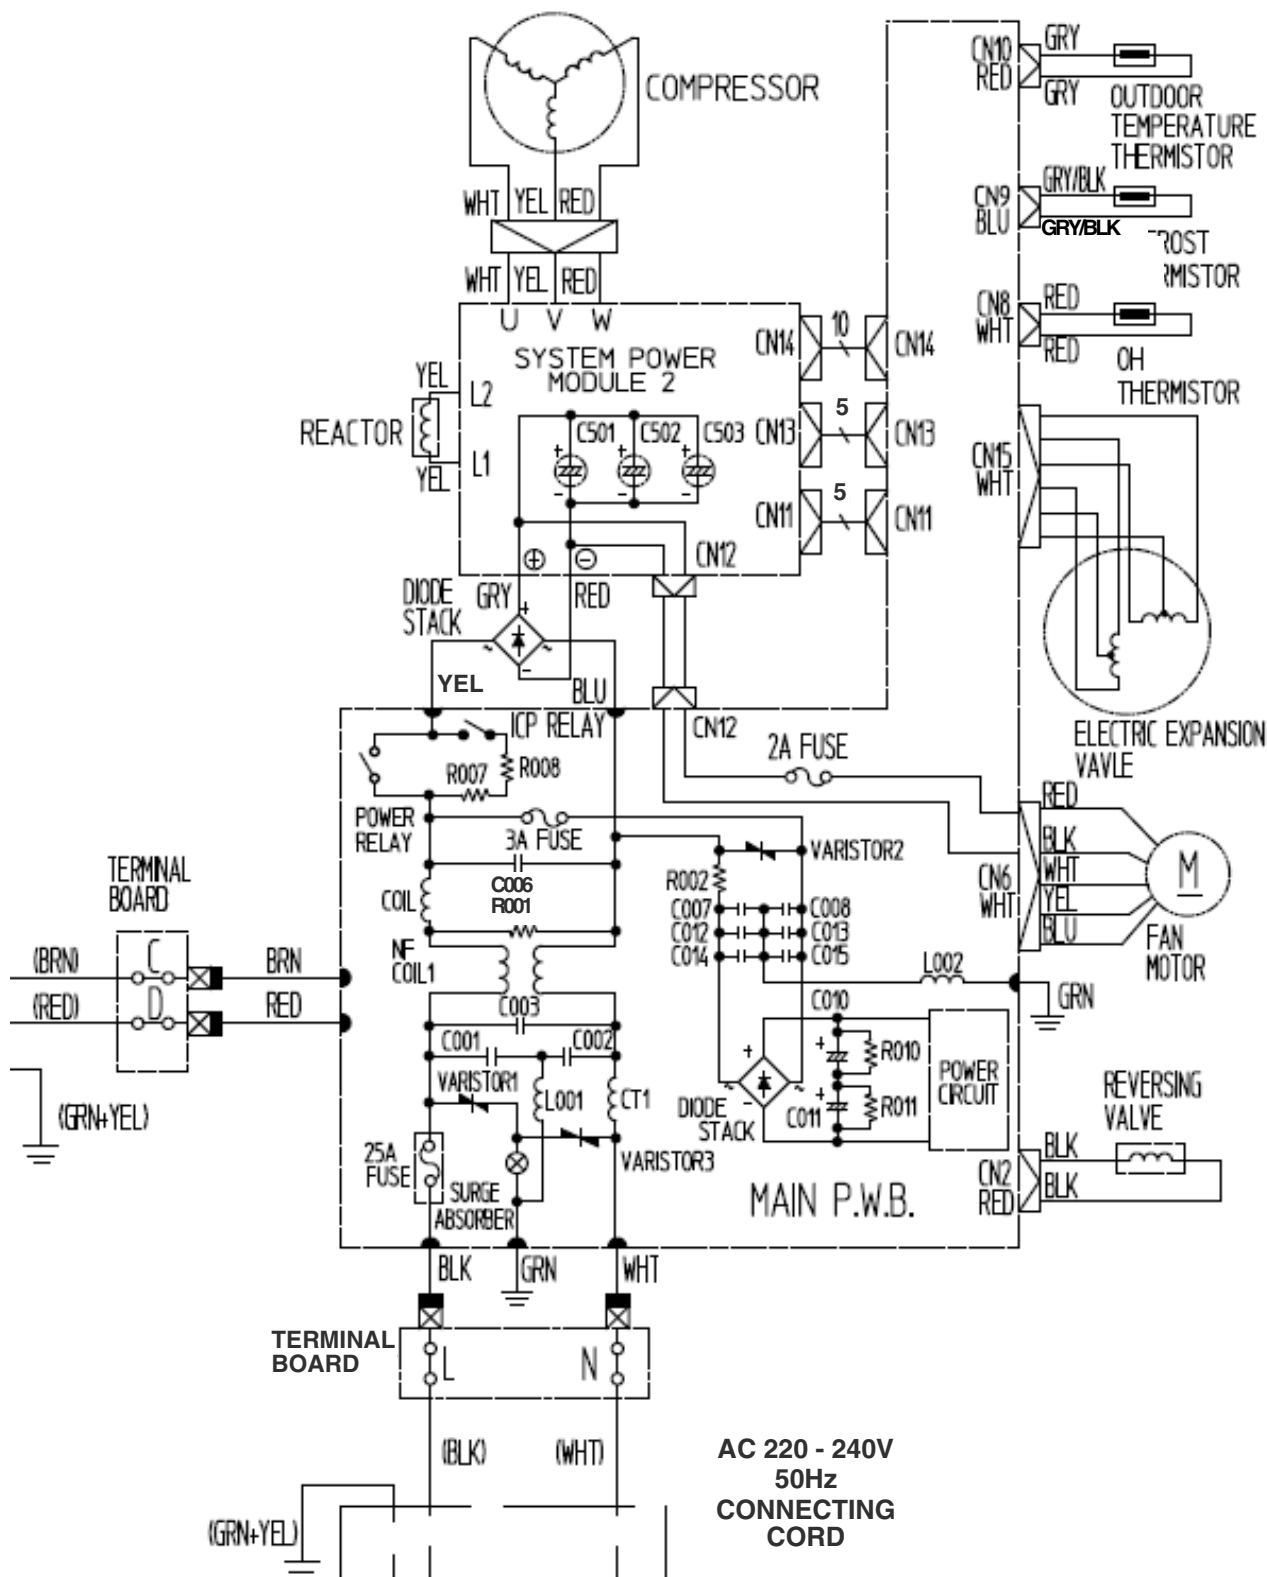 COMPRESSOR
WHT YEL RED
WHT YEL RED
U V W
SYSTEM POWER
MODULE 2
YEL
L2
REACTOR
L1
YEL
C501 C502 C503
+ + +
- - -
CN14 10 CN14
CN13 5 CN13
CN11 5 CN11
CN12
+ -
DIODE
STACK
GRY RED
+
~ ~
-
YEL
BLU
CN12
ICP RELAY
R007 R008
POWER
RELAY
3A FUSE
2A FUSE
C006
R001
COIL
NF
COIL1
C003
C001 C002
VARISTOR1
L001 CT1
25A
FUSE
SURGE
ABSORBER
VARISTOR3
VARISTOR2
R002
C007 C008
C012 C013
C014 C015
L002
GRN
C010
+ R010
+ R011
C011
+
-
DIODE
STACK
POWER
CIRCUIT
MAIN P.W.B.
CN10
RED
GRY
GRY
OUTDOOR
TEMPERATURE
THERMISTOR
CN9
BLU
GRY/BLK
GRY/BLK
ROST
RMISTOR
CN8
WHT
RED
RED
OH
THERMISTOR
CN15
WHT
ELECTRIC EXPANSION
VAVLE
CN6
WHT
RED
BLK
WHT
YEL
BLU
M
FAN
MOTOR
REVERSING
VALVE
CN2
RED
BLK
BLK
TERMINAL
BOARD
(BRN) C BRN
(RED) D RED
(GRN+YEL)
BLK GRN WHT
TERMINAL
BOARD
L N
(BLK) (WHT)
(GRN+YEL)
AC 220 - 240V
50Hz
CONNECTING
CORD